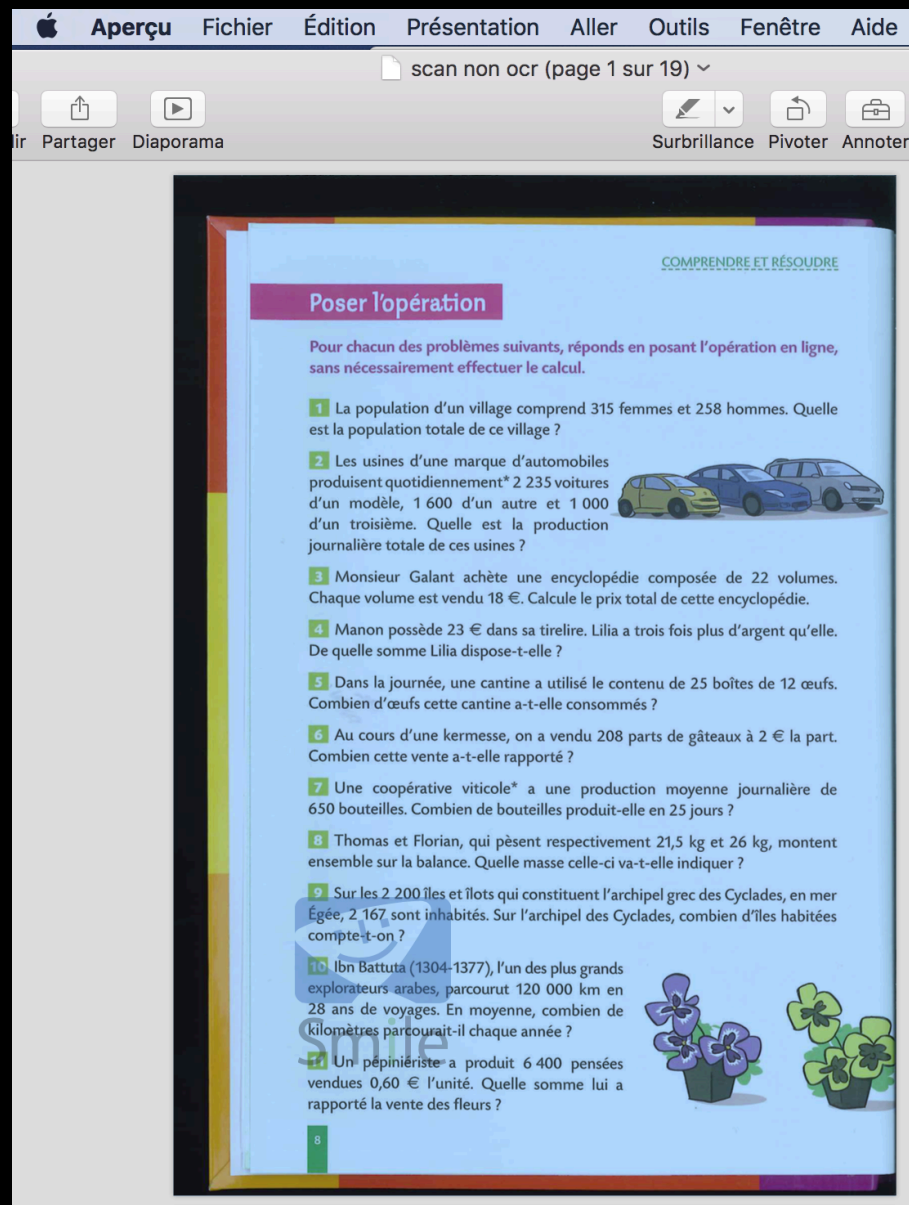 Aperçu Fichier Édition Présentation Aller Outils Fenêtre Aide
scan non ocr (page 1 sur 19)
Partager Diaporama Surbrillance Pivoter Annoter
COMPRENDRE ET RÉSOUDRE
Poser l'opération
Pour chacun des problèmes suivants, réponds en posant l'opération en ligne,
sans nécessairement effectuer le calcul.
1 La population d'un village comprend 315 femmes et 258 hommes. Quelle
est la population totale de ce village ?
2 Les usines d'une marque d'automobiles
produisent quotidiennement* 2 235 voitures
d'un modèle, 1 600 d'un autre et 1 000
d'un troisième. Quelle est la production
journalière totale de ces usines ?
3 Monsieur Galant achète une encyclopédie composée de 22 volumes.
Chaque volume est vendu 18 €. Calcule le prix total de cette encyclopédie.
4 Manon possède 23 € dans sa tirelire. Lilia a trois fois plus d'argent qu'elle.
De quelle somme Lilia dispose-t-elle ?
5 Dans la journée, une cantine a utilisé le contenu de 25 boîtes de 12 œufs.
Combien d'œufs cette cantine a-t-elle consommés ?
6 Au cours d'une kermesse, on a vendu 208 parts de gâteaux à 2 € la part.
Combien cette vente a-t-elle rapporté ?
7 Une coopérative viticole* a une production moyenne journalière de
650 bouteilles. Combien de bouteilles produit-elle en 25 jours ?
8 Thomas et Florian, qui pèsent respectivement 21,5 kg et 26 kg, montent
ensemble sur la balance. Quelle masse celle-ci va-t-elle indiquer ?
9 Sur les 2 200 îles et îlots qui constituent l'archipel grec des Cyclades, en mer
Égée, 2 167 sont inhabités. Sur l'archipel des Cyclades, combien d'îles habitées
compte-t-on ?
10 Ibn Battuta (1304-1377), l'un des plus grands
explorateurs arabes, parcourut 120 000 km en
28 ans de voyages. En moyenne, combien de
kilomètres parcourait-il chaque année ?
Smile
11 Un pépiniériste a produit 6 400 pensées
vendues 0,60 € l'unité. Quelle somme lui a
rapporté la vente des fleurs ?
8